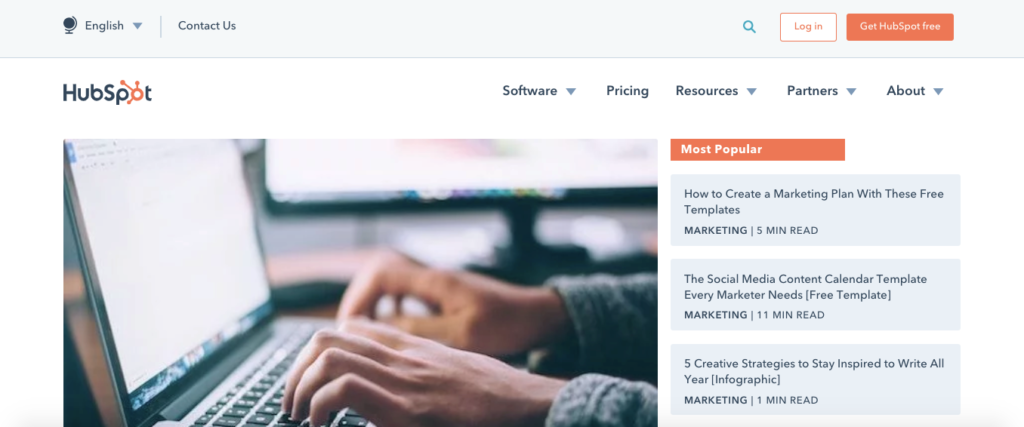 English
Contact Us
Log in
Get HubSpot free
HubSpot
Software
Pricing
Resources
Partners
About
Most Popular
How to Create a Marketing Plan With These Free
Templates
MARKETING | 5 MIN READ
The Social Media Content Calendar Template
Every Marketer Needs [Free Template]
MARKETING | 11 MIN READ
5 Creative Strategies to Stay Inspired to Write All
Year [Infographic]
MARKETING | 1 MIN READ